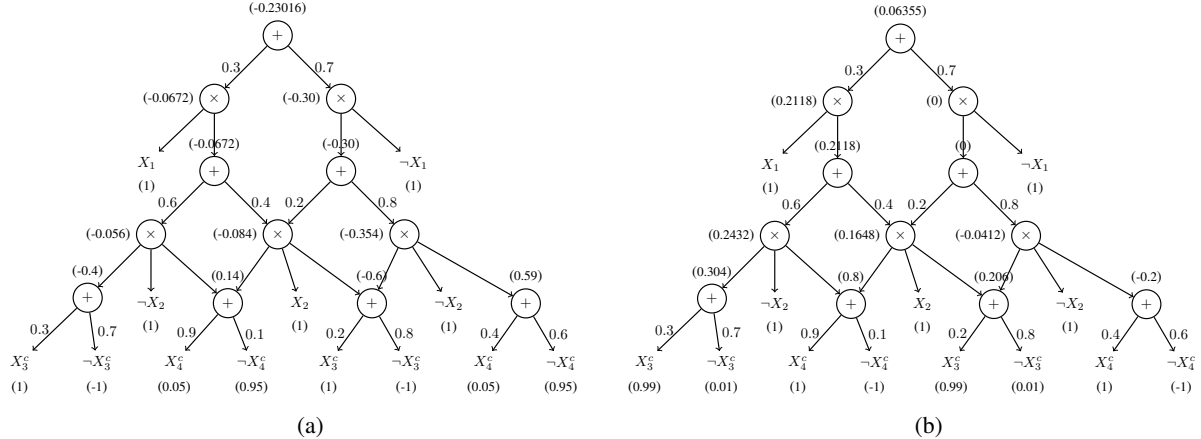 (-0.23016)
+
0.3 0.7
(-0.0672) × (-0.30) ×
(-0.0672) (-0.30)
X₁ + + ¬X₁
(1) (1)
0.6 0.4 0.2 0.8
(-0.056) × (-0.084) × (-0.354) ×
(-0.4) (0.14) (-0.6) (0.59)
+ ¬X₂ + X₂ + ¬X₂ +
(1) (1) (1)
0.3 0.7 0.9 0.1 0.2 0.8 0.4 0.6
X₃ᶜ ¬X₃ᶜ X₄ᶜ ¬X₄ᶜ X₃ᶜ ¬X₃ᶜ X₄ᶜ ¬X₄ᶜ
(1) (-1) (0.05) (0.95) (1) (-1) (0.05) (0.95)
(a)
(0.06355)
+
0.3 0.7
(0.2118) × (0) ×
(0.2118) (0)
X₁ + + ¬X₁
(1) (1)
0.6 0.4 0.2 0.8
(0.2432) × (0.1648) × (-0.0412) ×
(0.304) (0.8) (0.206) (-0.2)
+ ¬X₂ + X₂ + ¬X₂ +
(1) (1) (1)
0.3 0.7 0.9 0.1 0.2 0.8 0.4 0.6
X₃ᶜ ¬X₃ᶜ X₄ᶜ ¬X₄ᶜ X₃ᶜ ¬X₃ᶜ X₄ᶜ ¬X₄ᶜ
(0.99) (0.01) (1) (-1) (0.99) (0.01) (1) (-1)
(b)